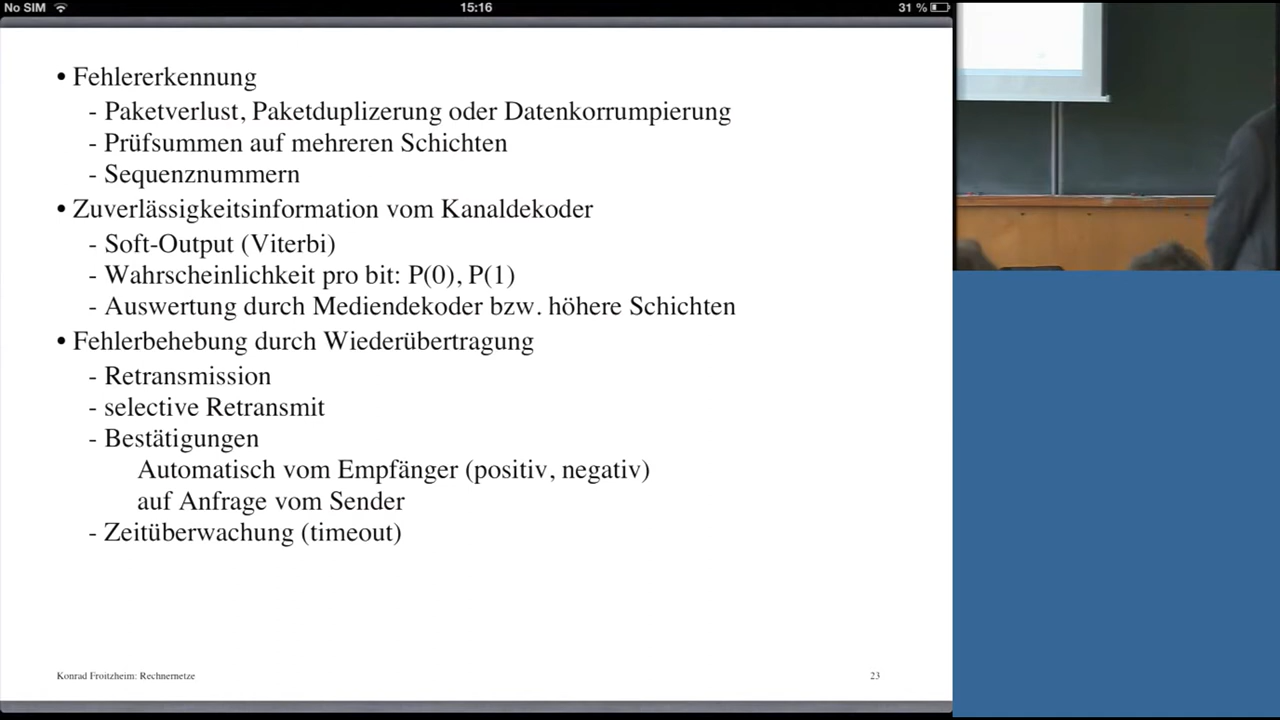 No SIM 15:16 31 %
• Fehlererkennung
- Paketverlust, Paketduplizerung oder Datenkorrumpierung
- Prüfsummen auf mehreren Schichten
- Sequenznummern
• Zuverlässigkeitsinformation vom Kanaldekoder
- Soft-Output (Viterbi)
- Wahrscheinlichkeit pro bit: P(0), P(1)
- Auswertung durch Mediendekoder bzw. höhere Schichten
• Fehlerbehebung durch Wiederübertragung
- Retransmission
- selective Retransmit
- Bestätigungen
Automatisch vom Empfänger (positiv, negativ)
auf Anfrage vom Sender
- Zeitüberwachung (timeout)
Konrad Froitzheim: Rechnernetze 23